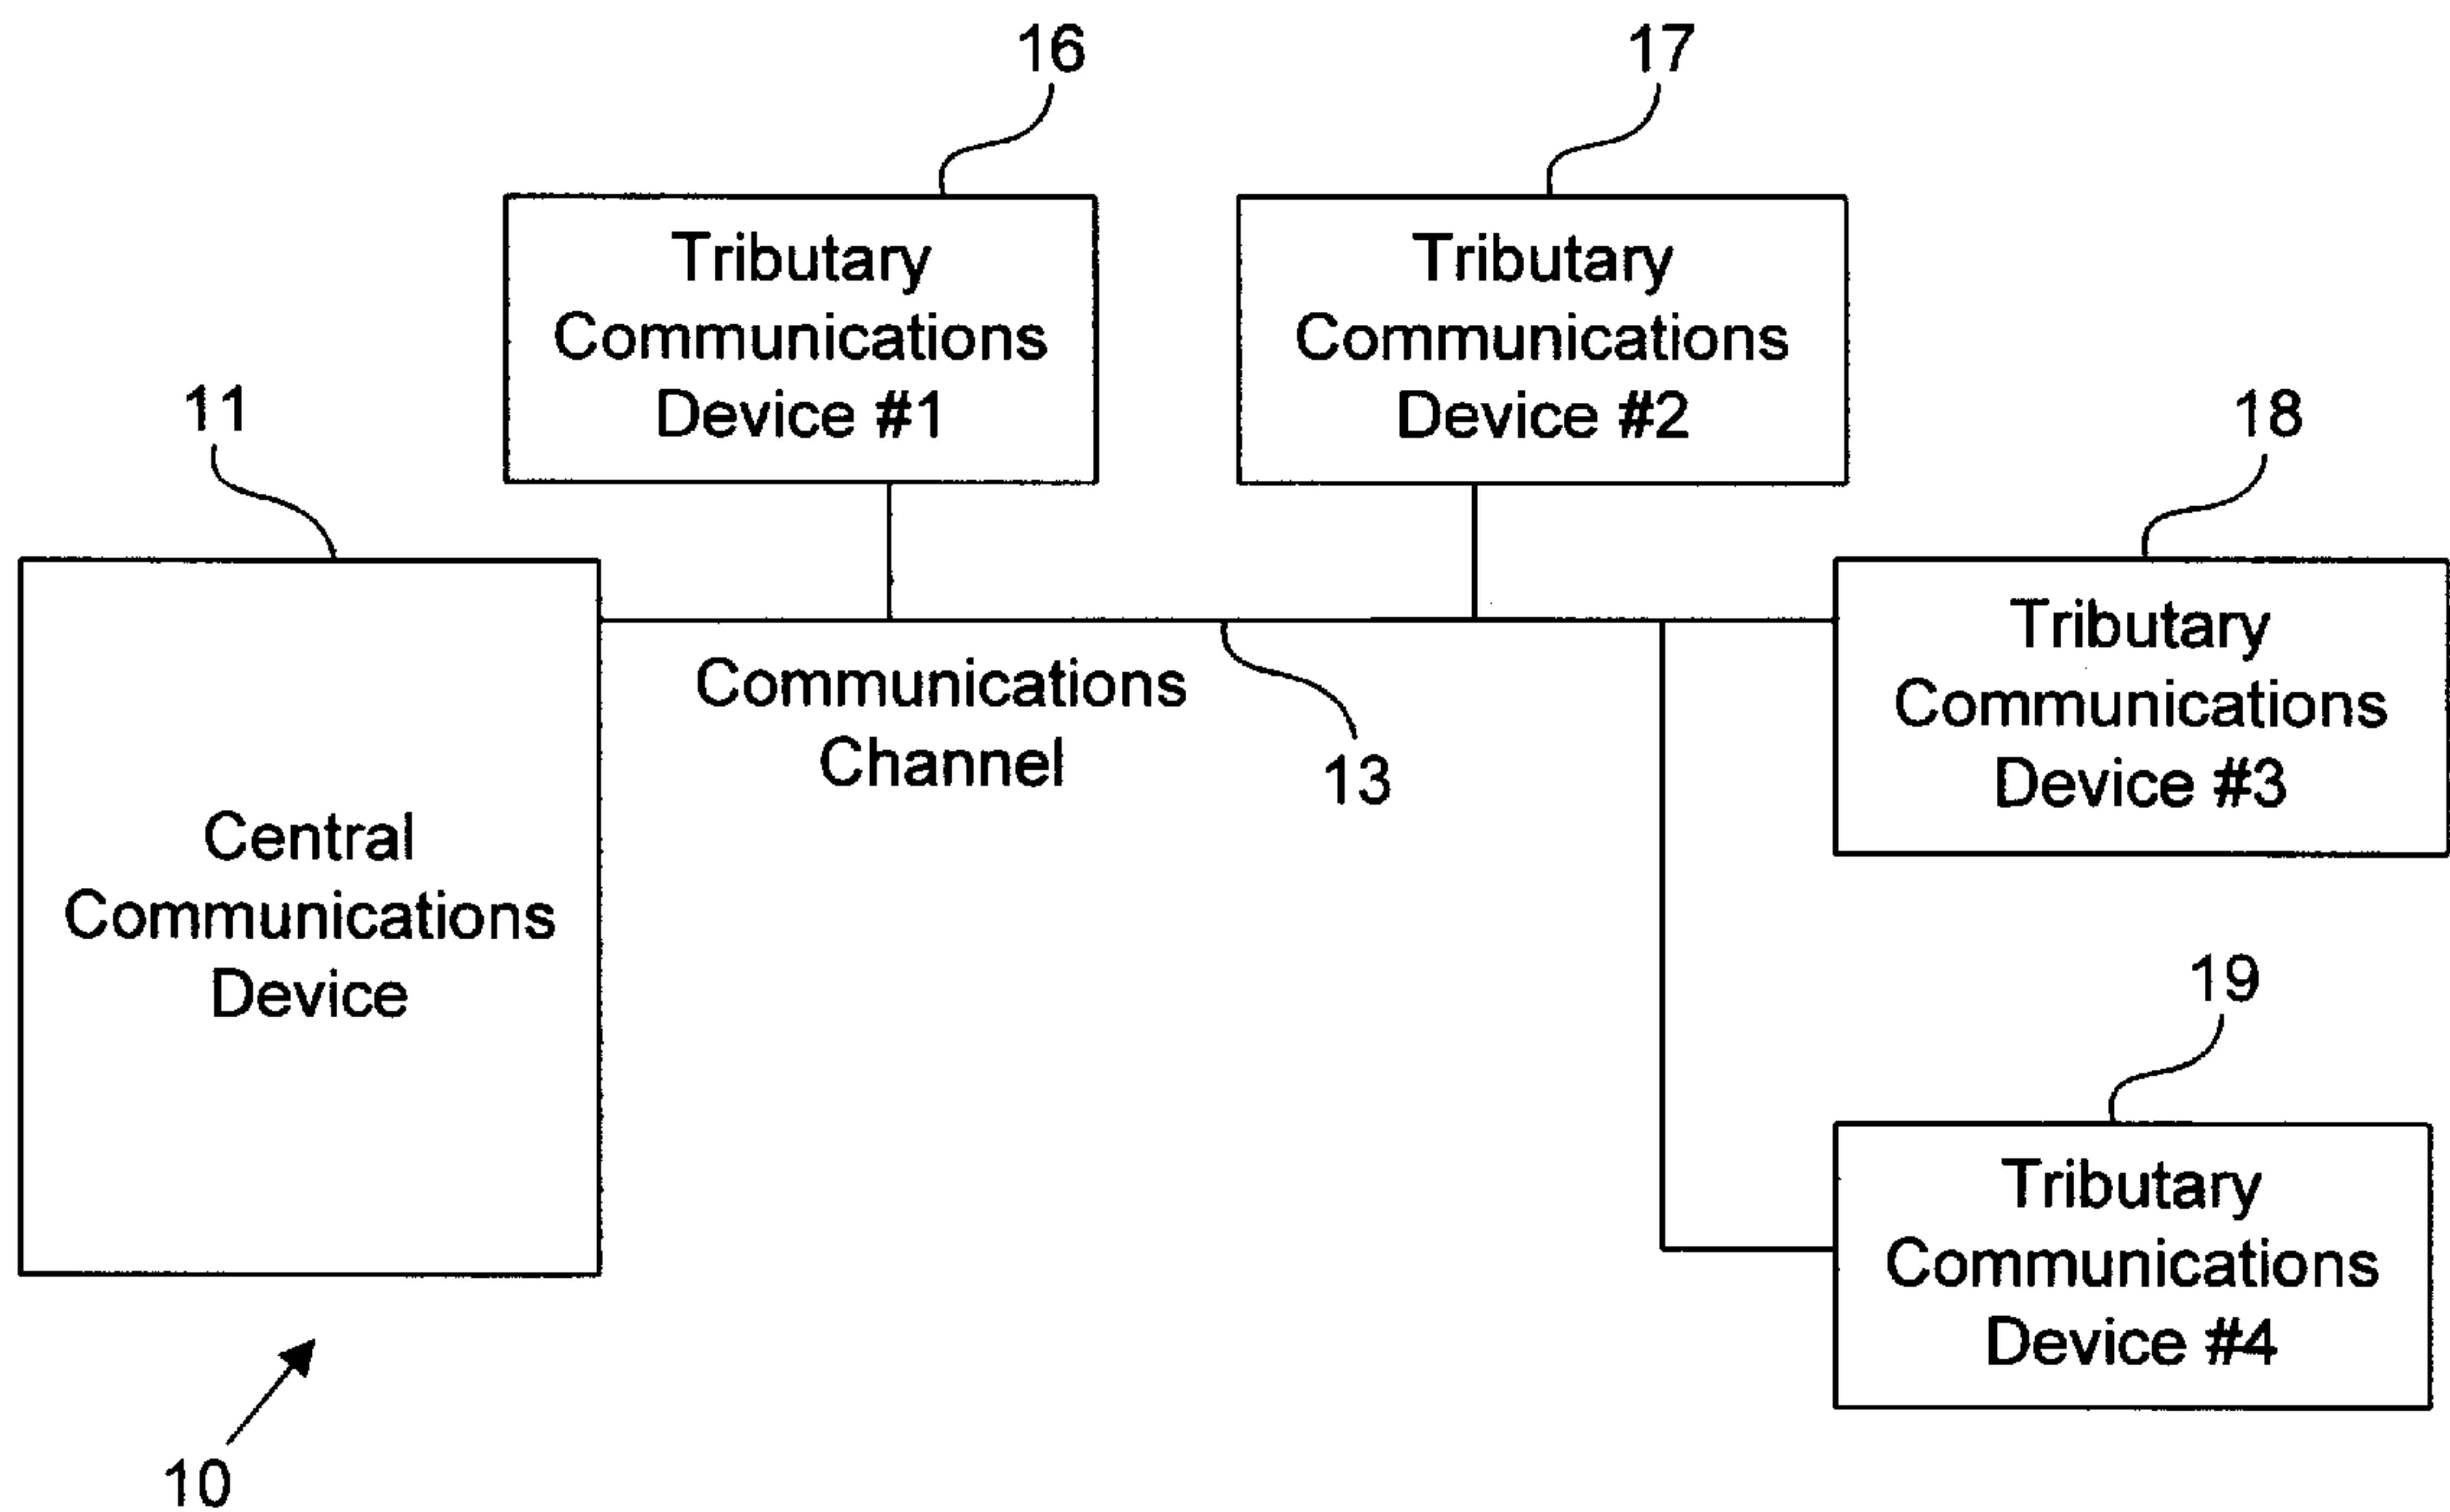 16
17
Tributary
Communications
Device #1
Tributary
Communications
Device #2
11
18
Tributary
Communications
Device #3
Communications
Channel
13
Central
Communications
Device
19
Tributary
Communications
Device #4
10